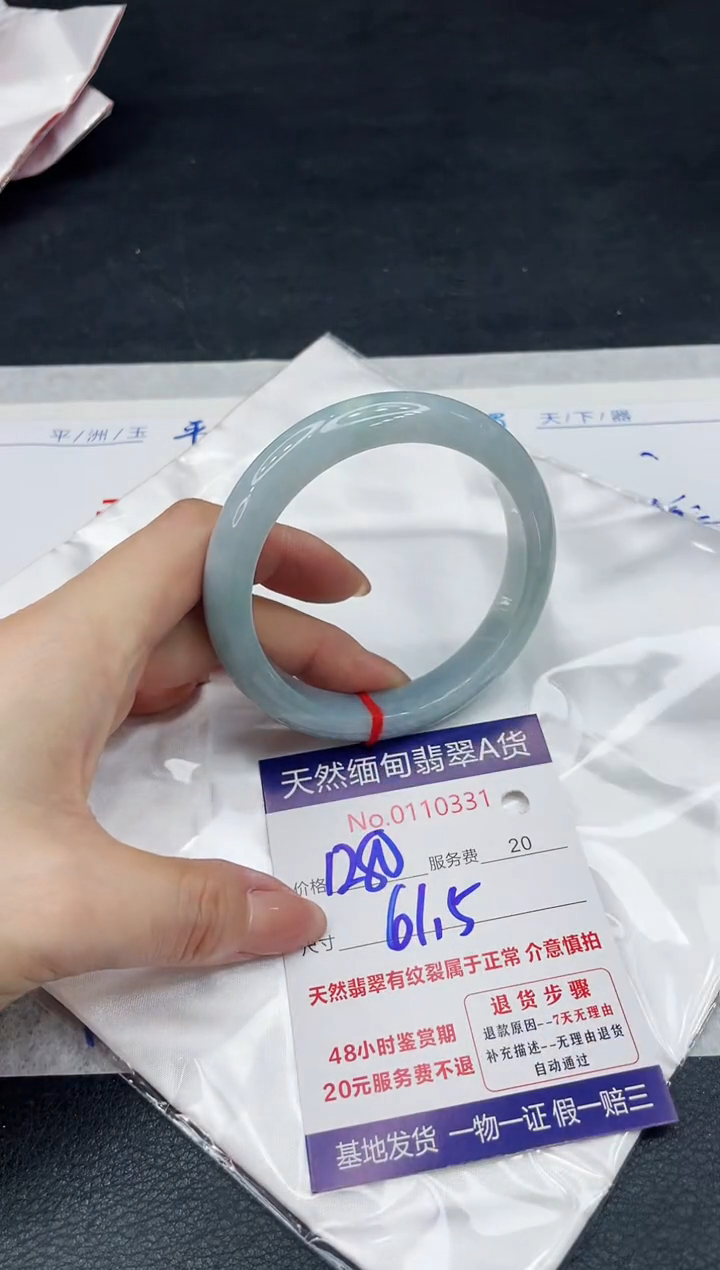 平/洲/玉
平
天/下/器
天然缅甸翡翠A货
No.0110331
价格 1280 服务费 20
尺寸 61.5
天然翡翠有纹裂属于正常 介意慎拍
48小时鉴赏期
20元服务费不退
退货步骤
退款原因--7天无理由
补充描述--无理由退货
自动通过
基地发货 一物一证 假一赔三